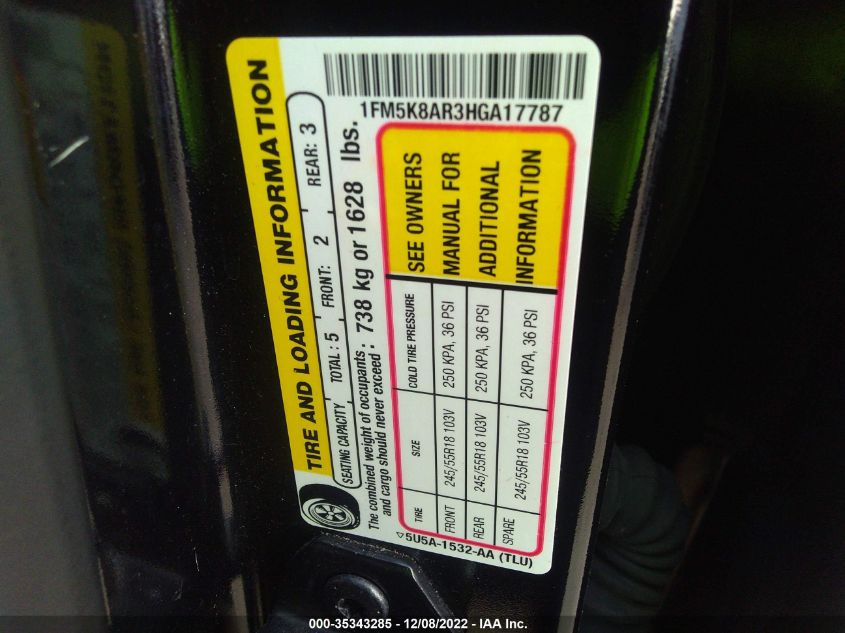 TIRE AND LOADING INFORMATION
SEATING CAPACITY TOTAL : 5 FRONT: 2 REAR: 3
The combined weight of occupants and cargo should never exceed : 738 kg or 1628 lbs.
1FM5K8AR3HGA17787
TIRE SIZE COLD TIRE PRESSURE
FRONT 245/55R18 103V 250 KPA, 36 PSI
REAR 245/55R18 103V 250 KPA, 36 PSI
SPARE 245/55R18 103V 250 KPA, 36 PSI
SEE OWNERS
MANUAL FOR
ADDITIONAL
INFORMATION
5U5A-1532-AA (TLU)
000-35343285 - 12/08/2022 - IAA Inc.